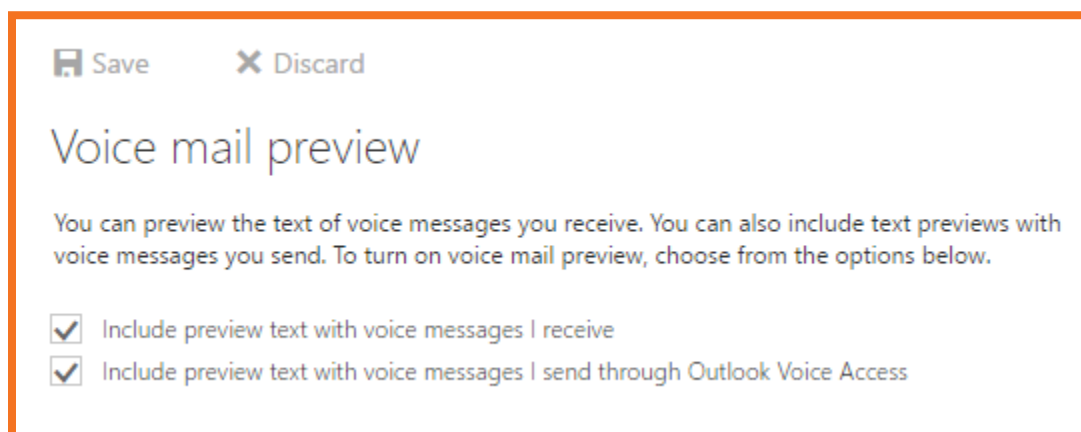 Save Discard
Voice mail preview
You can preview the text of voice messages you receive. You can also include text previews with
voice messages you send. To turn on voice mail preview, choose from the options below.
Include preview text with voice messages I receive
Include preview text with voice messages I send through Outlook Voice Access